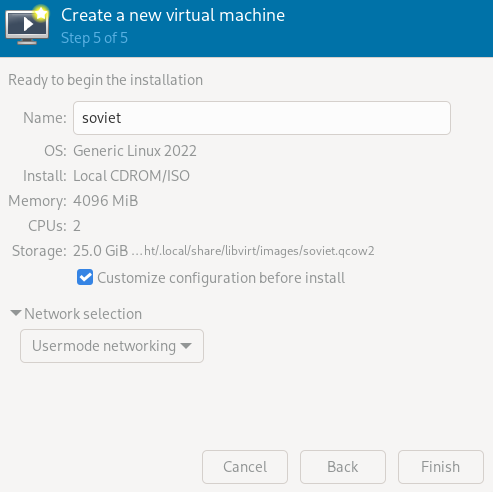 Create a new virtual machine
Step 5 of 5
Ready to begin the installation
Name: soviet
OS: Generic Linux 2022
Install: Local CDROM/ISO
Memory: 4096 MiB
CPUs: 2
Storage: 25.0 GiB ...ht/.local/share/libvirt/images/soviet.qcow2
Customize configuration before install
Network selection
Usermode networking
Cancel Back Finish